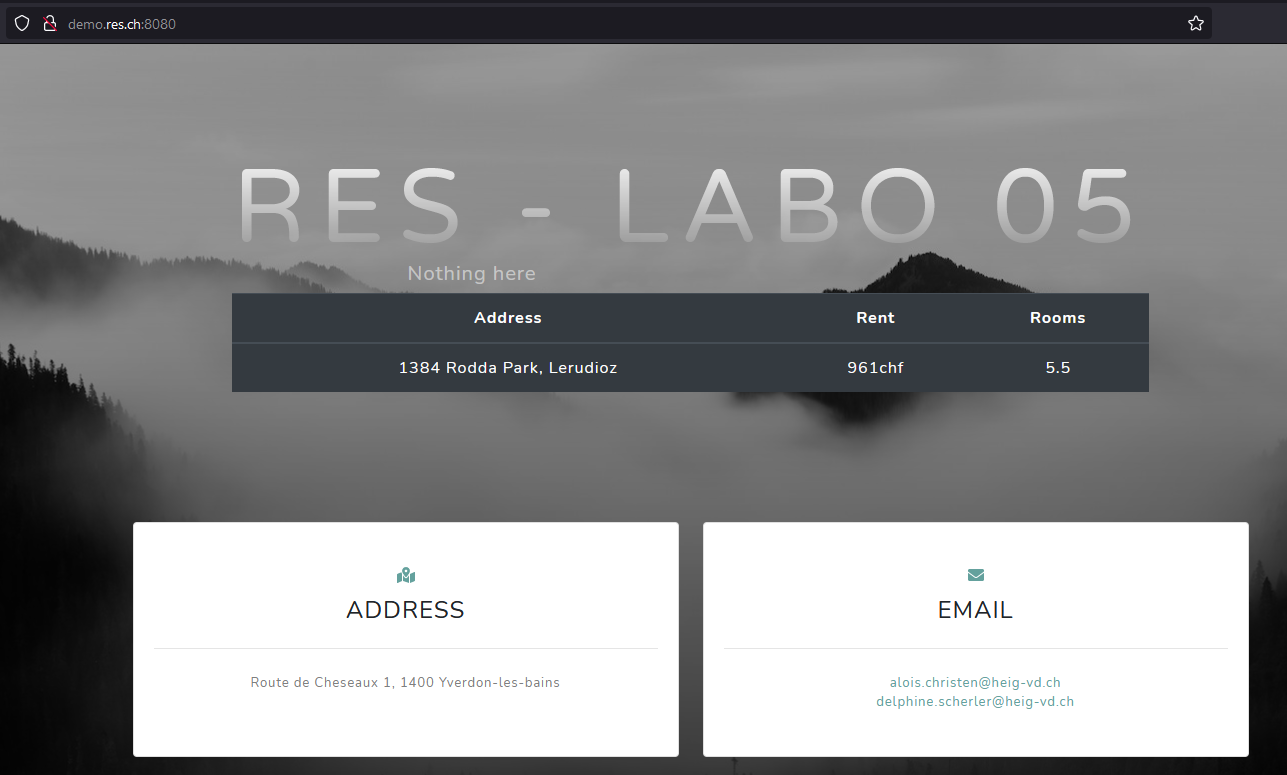 demo.res.ch:8080
RES - LABO 05
Nothing here
Address Rent Rooms
1384 Rodda Park, Lerudioz 961chf 5.5
ADDRESS
Route de Cheseaux 1, 1400 Yverdon-les-bains
EMAIL
alois.christen@heig-vd.ch
delphine.scherler@heig-vd.ch